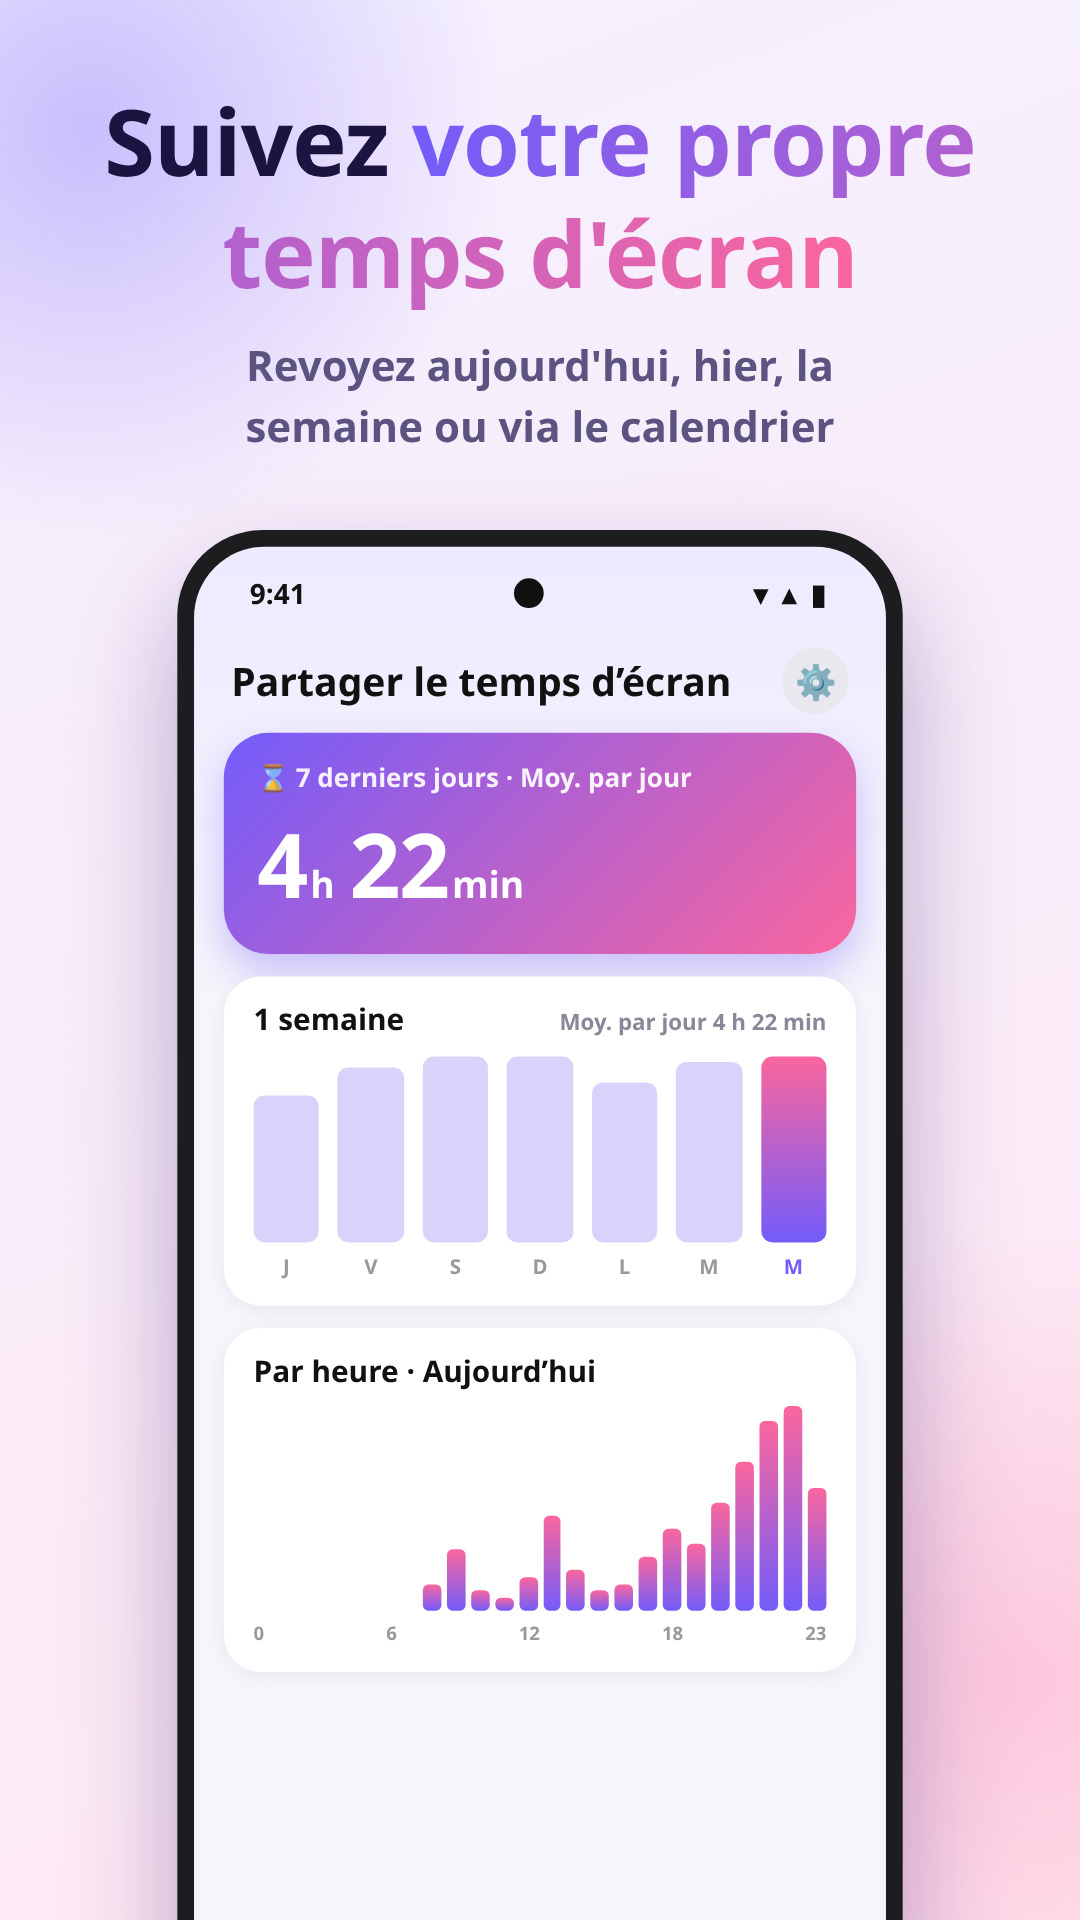 Suivez votre propre
temps d'écran
Revoyez aujourd'hui, hier, la
semaine ou via le calendrier
9:41
Partager le temps d’écran
⌛ 7 derniers jours · Moy. par jour
4h 22min
1 semaine
Moy. par jour 4 h 22 min
J V S D L M M
Par heure · Aujourd’hui
0 6 12 18 23